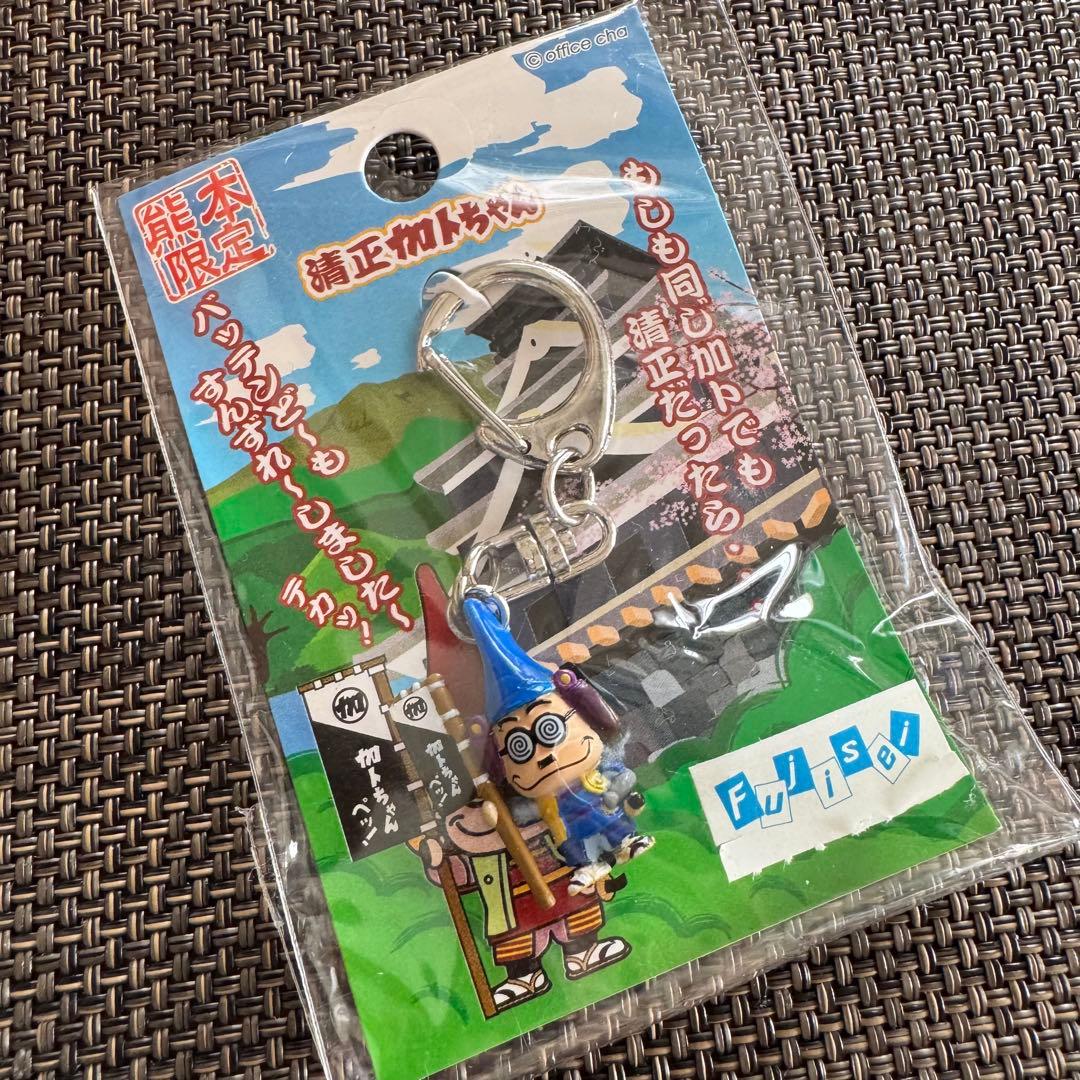 © office cha
熊本
限定
清正加トちゃん
もしも同じ加トでも
清正だったら・・・
バッテンど〜も
すんずれ〜しました〜
テカッ!
加
加トちゃん
ペッ!
加
加トちゃん
ペッ!
Fujisei